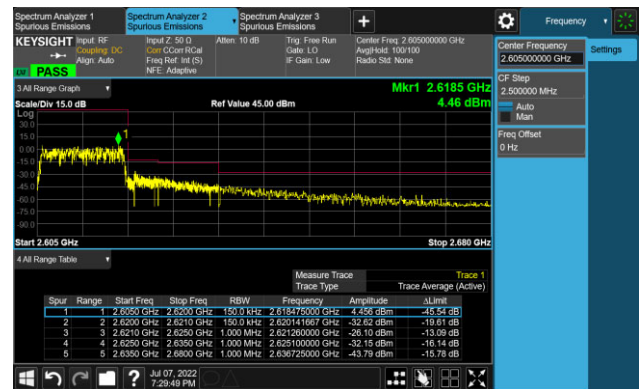 Spectrum Analyzer 1
Spurious Emissions
Spectrum Analyzer 2
Spurious Emissions
Spectrum Analyzer 3
Spurious Emissions
Frequency
KEYSIGHT
Input: RF
Coupling: DC
Align: Auto
Input Z: 50 Ω
Corr CCorr RCal
Freq Ref: Int (S)
NFE: Adaptive
Atten: 10 dB
Trig: Free Run
Gate: LO
IF Gain: Low
Center Freq: 2.605000000 GHz
Avg|Hold: 100/100
Radio Std: None
PASS
3 All Range Graph
Mkr1 2.6185 GHz
Scale/Div 15.0 dB
Ref Value 45.00 dBm
4.46 dBm
Log
30.0
15.0
0.00
-15.0
-30.0
-45.0
-60.0
-75.0
-90.0
1
Start 2.605 GHz
Stop 2.680 GHz
4 All Range Table
Measure Trace Trace 1
Trace Type Trace Average (Active)
Spur Range Start Freq Stop Freq RBW Frequency Amplitude ΔLimit
1 1 2.6050 GHz 2.6200 GHz 150.0 kHz 2.618475000 GHz 4.456 dBm -45.54 dB
2 2 2.6200 GHz 2.6210 GHz 150.0 kHz 2.620141667 GHz -32.62 dBm -19.61 dB
3 3 2.6210 GHz 2.6250 GHz 1.000 MHz 2.621260000 GHz -26.10 dBm -13.09 dB
4 4 2.6250 GHz 2.6350 GHz 1.000 MHz 2.625100000 GHz -32.15 dBm -16.14 dB
5 5 2.6350 GHz 2.6800 GHz 1.000 MHz 2.636725000 GHz -43.79 dBm -15.78 dB
Jul 07, 2022
7:29:49 PM
Center Frequency
2.605000000 GHz
Settings
CF Step
2.500000 MHz
Auto
Man
Freq Offset
0 Hz